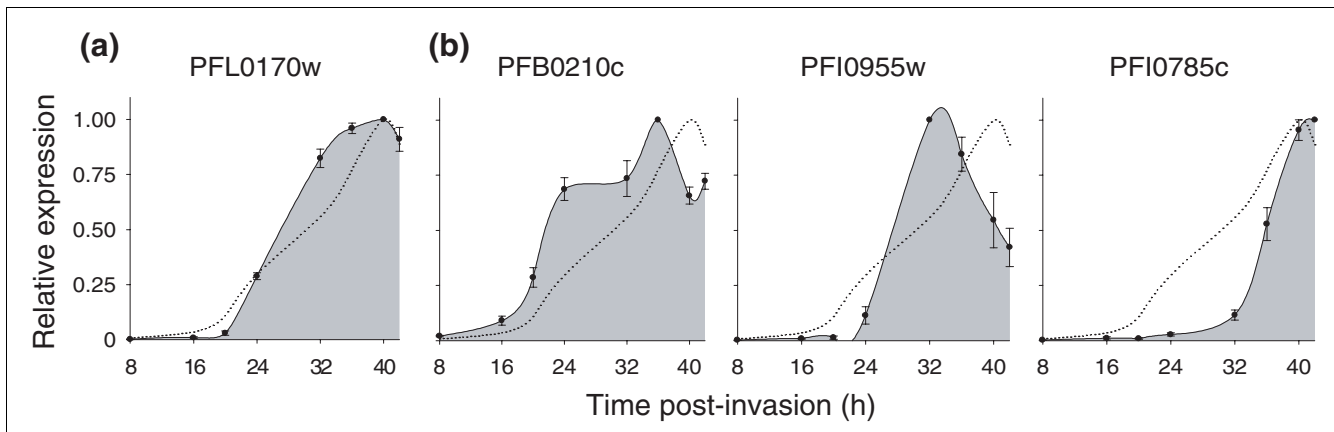 (a)
(b)
PFL0170w
PFB0210c
PFI0955w
PFI0785c
Relative expression
1.00
0.75
0.50
0.25
0
8 16 24 32 40
8 16 24 32 40
8 16 24 32 40
8 16 24 32 40
Time post-invasion (h)